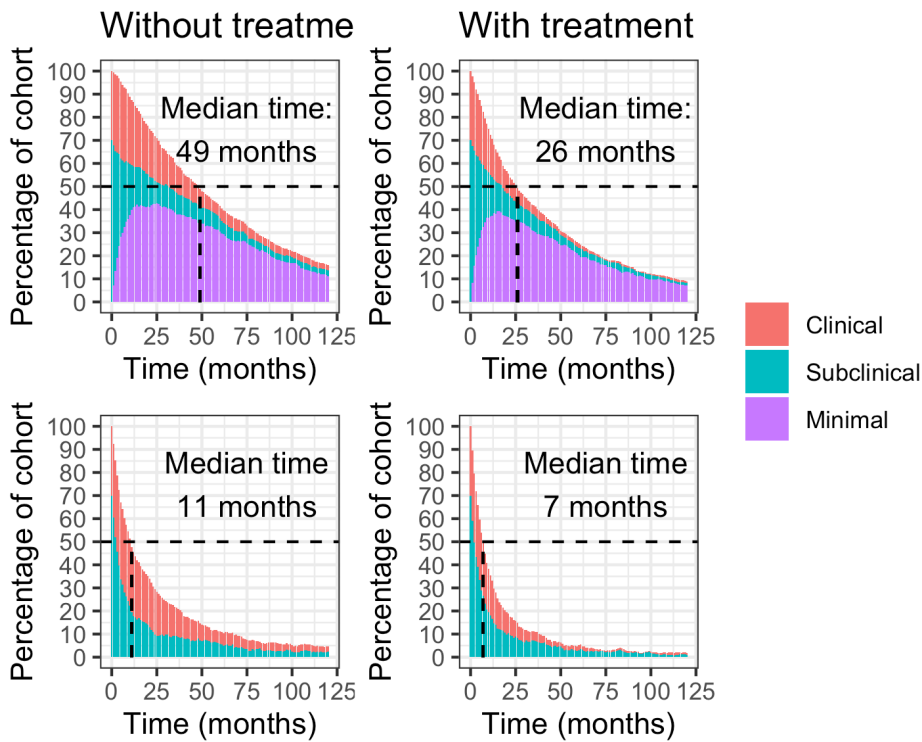 Without treatme
With treatment
Percentage of cohort
100
90
80
70
60
50
40
30
20
10
0
Median time:
49 months
0 25 50 75 100 125
Time (months)
Percentage of cohort
100
90
80
70
60
50
40
30
20
10
0
Median time:
26 months
0 25 50 75 100 125
Time (months)
Clinical
Subclinical
Minimal
Percentage of cohort
100
90
80
70
60
50
40
30
20
10
0
Median time
11 months
0 25 50 75 100 125
Time (months)
Percentage of cohort
100
90
80
70
60
50
40
30
20
10
0
Median time
7 months
0 25 50 75 100 125
Time (months)